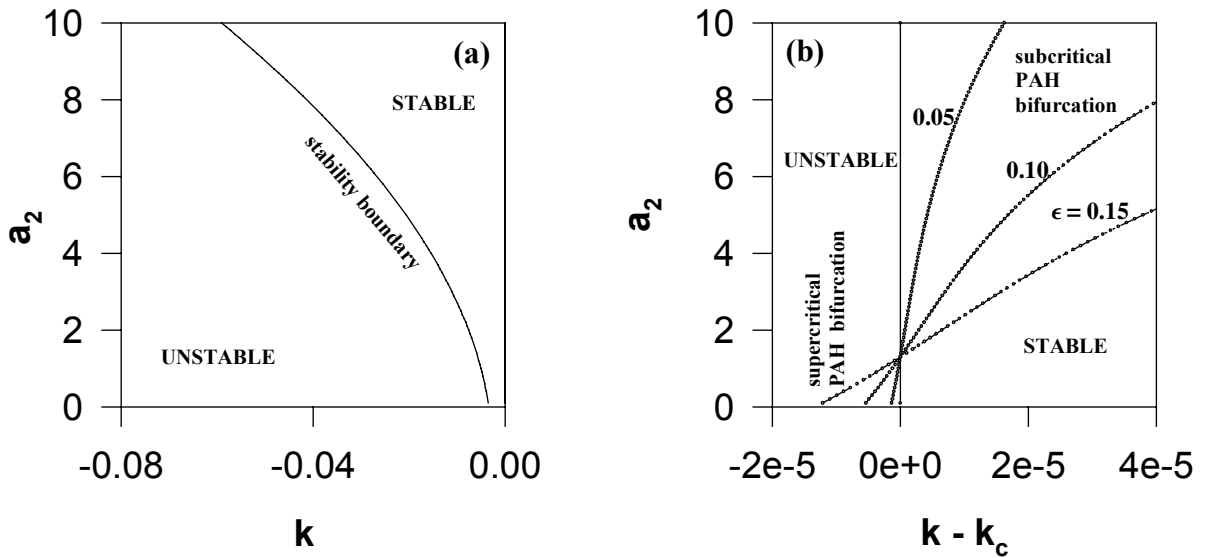 (a)
10
8
6
4
2
0
a2
STABLE
stability boundary
UNSTABLE
-0.08
-0.04
0.00
k
(b)
10
8
6
4
2
0
a2
subcritical
PAH
bifurcation
0.05
UNSTABLE
0.10
ϵ = 0.15
supercritical
PAH bifurcation
STABLE
-2e-5
0e+0
2e-5
4e-5
k - kc